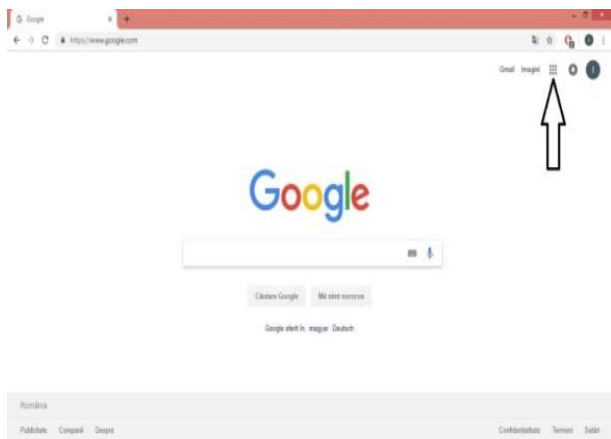 G Google
https://www.google.com
Gmail Imagini
Google
Căutare Google Mă simt norocos
Google oferit în magyar Deutsch
România
Publicitate Companii Despre
Confidențialitate Termeni Setări